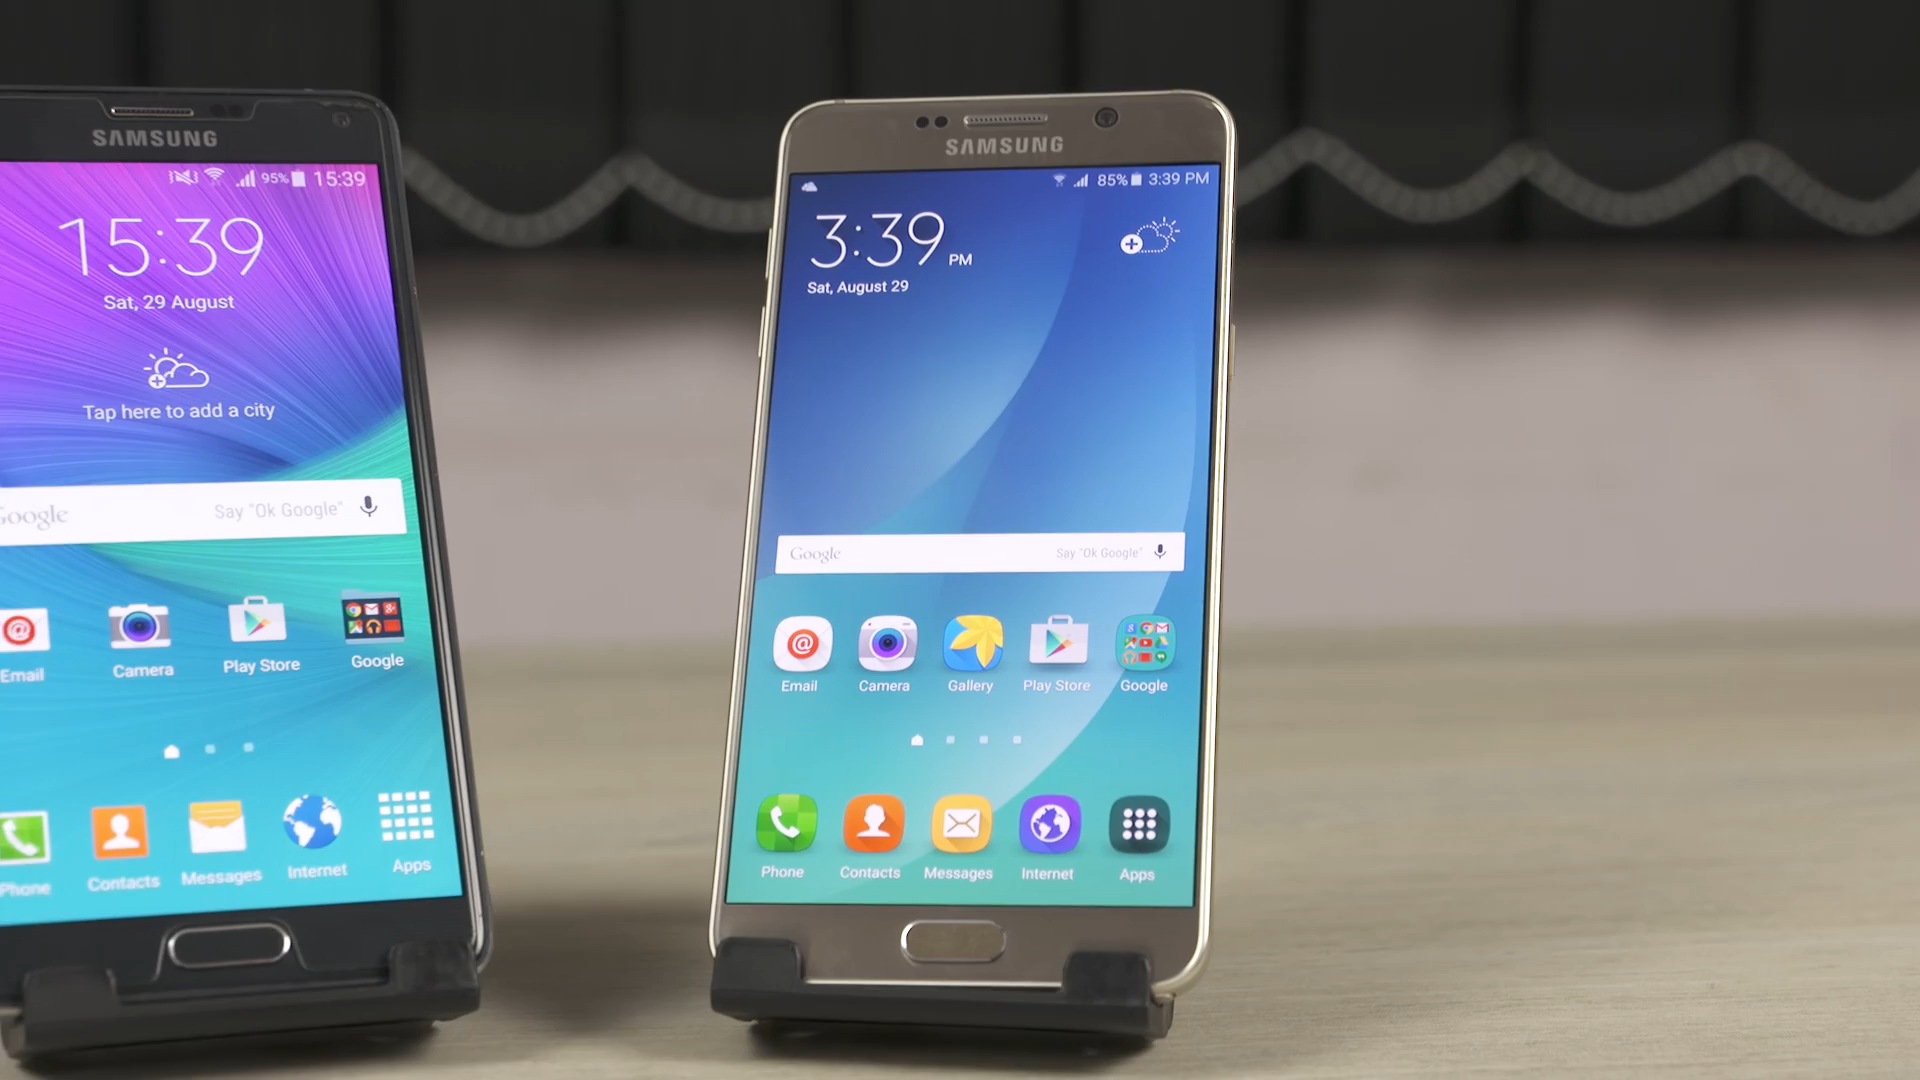 SAMSUNG
95% 15:39
15:39
Sat, 29 August
Tap here to add a city
Google Say "Ok Google"
Email Camera Play Store Google
Phone Contacts Messages Internet Apps
SAMSUNG
85% 3:39 PM
3:39 PM
Sat, August 29
Google Say "Ok Google"
Email Camera Gallery Play Store Google
Phone Contacts Messages Internet Apps